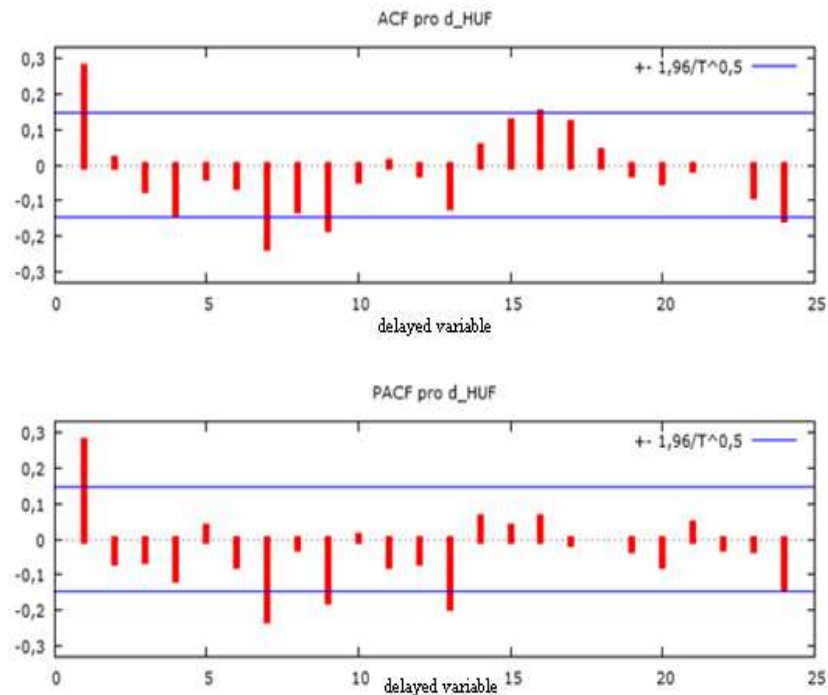 ACF pro d_HUF
+- 1,96/T^0,5
0,3
0,2
0,1
0
-0,1
-0,2
-0,3
0 5 10 15 20 25
delayed variable
PACF pro d_HUF
+- 1,96/T^0,5
0,3
0,2
0,1
0
-0,1
-0,2
-0,3
0 5 10 15 20 25
delayed variable